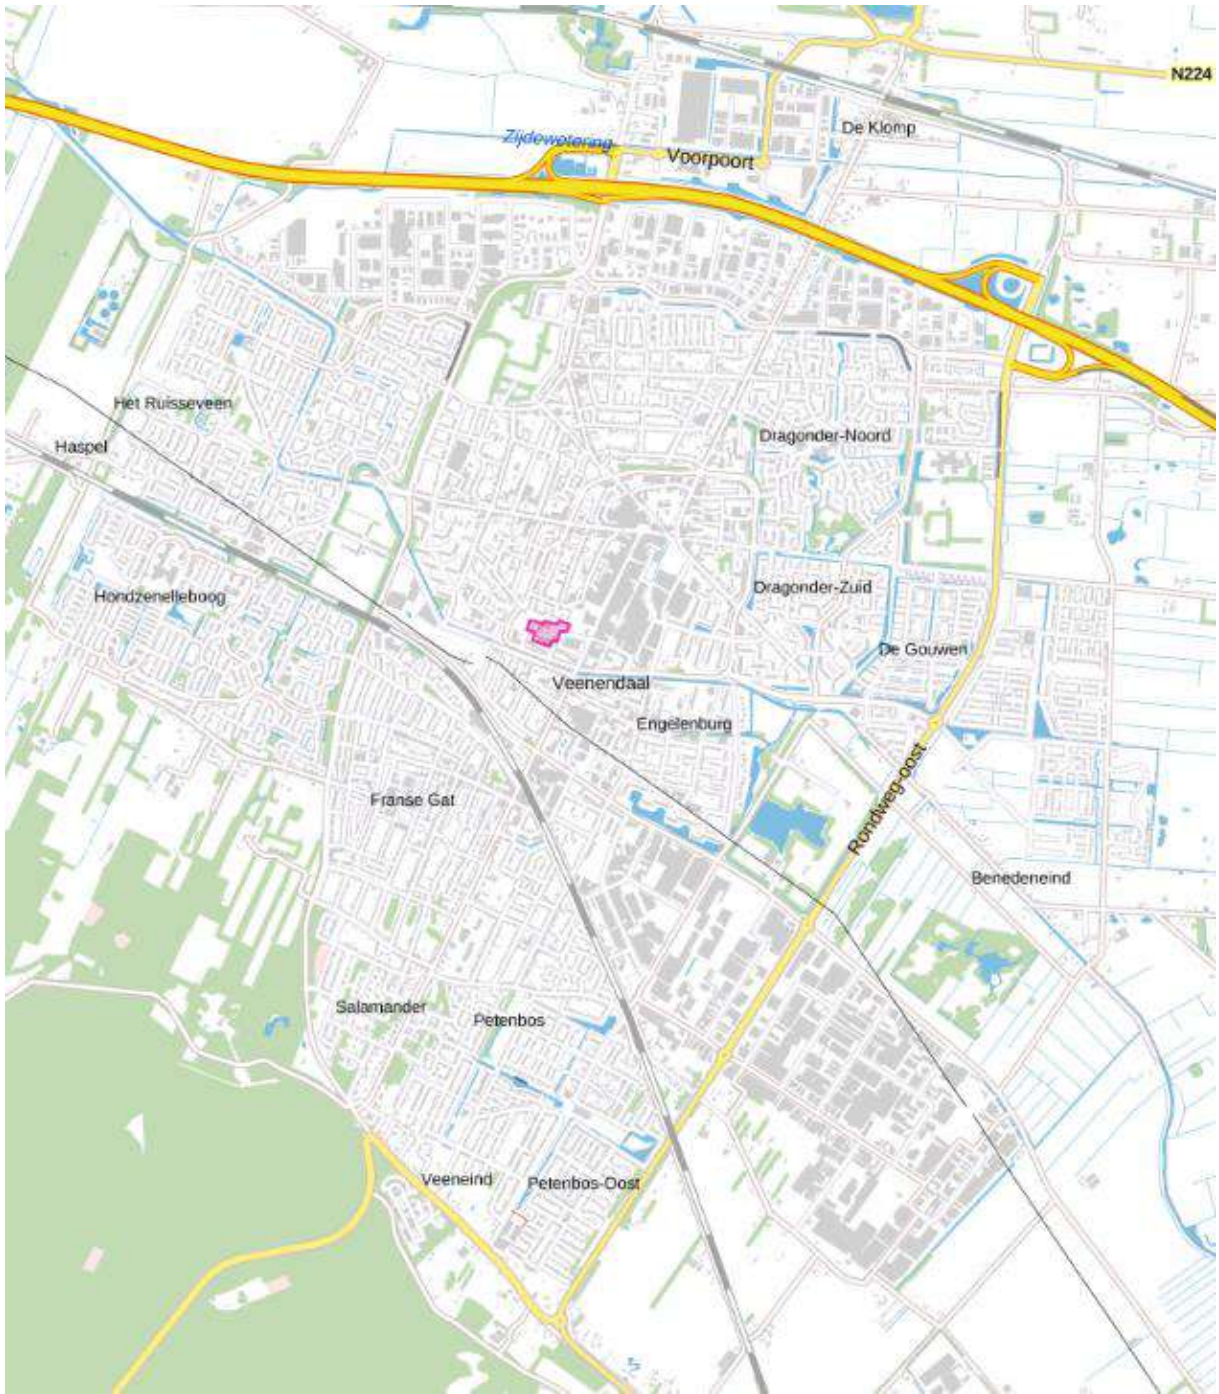 N224
De Klomp
Zijdewetering
Voorpoort
Het Ruisseveen
Haspel
Dragonder-Noord
Hondzenelleboog
Dragonder-Zuid
De Gouwen
Veenendaal
Engelenburg
Rondweg-oost
Franse Gat
Benedeneind
Salamander
Petenbos
Veeneind
Petenbos-Oost